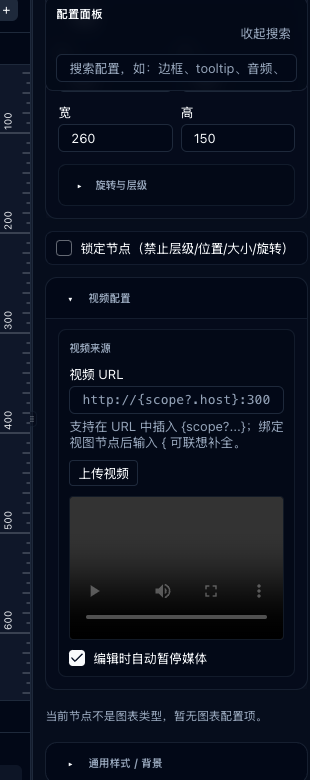 +
配置面板
收起搜索
搜索配置，如：边框、tooltip、音频、
宽
高
260
150
旋转与层级
锁定节点（禁止层级/位置/大小/旋转）
视频配置
视频来源
视频 URL
http://{scope?.host}:300
支持在 URL 中插入 {scope?...}；绑定
视图节点后输入 { 可联想补全。
上传视频
编辑时自动暂停媒体
当前节点不是图表类型，暂无图表配置项。
通用样式 / 背景
100
200
300
400
500
600